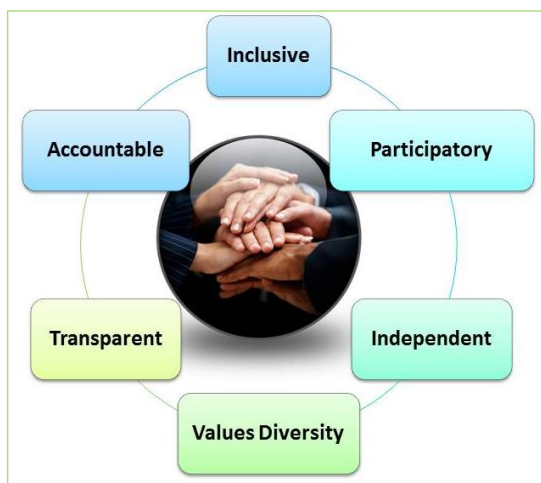 Inclusive
Participatory
Independent
Values Diversity
Transparent
Accountable